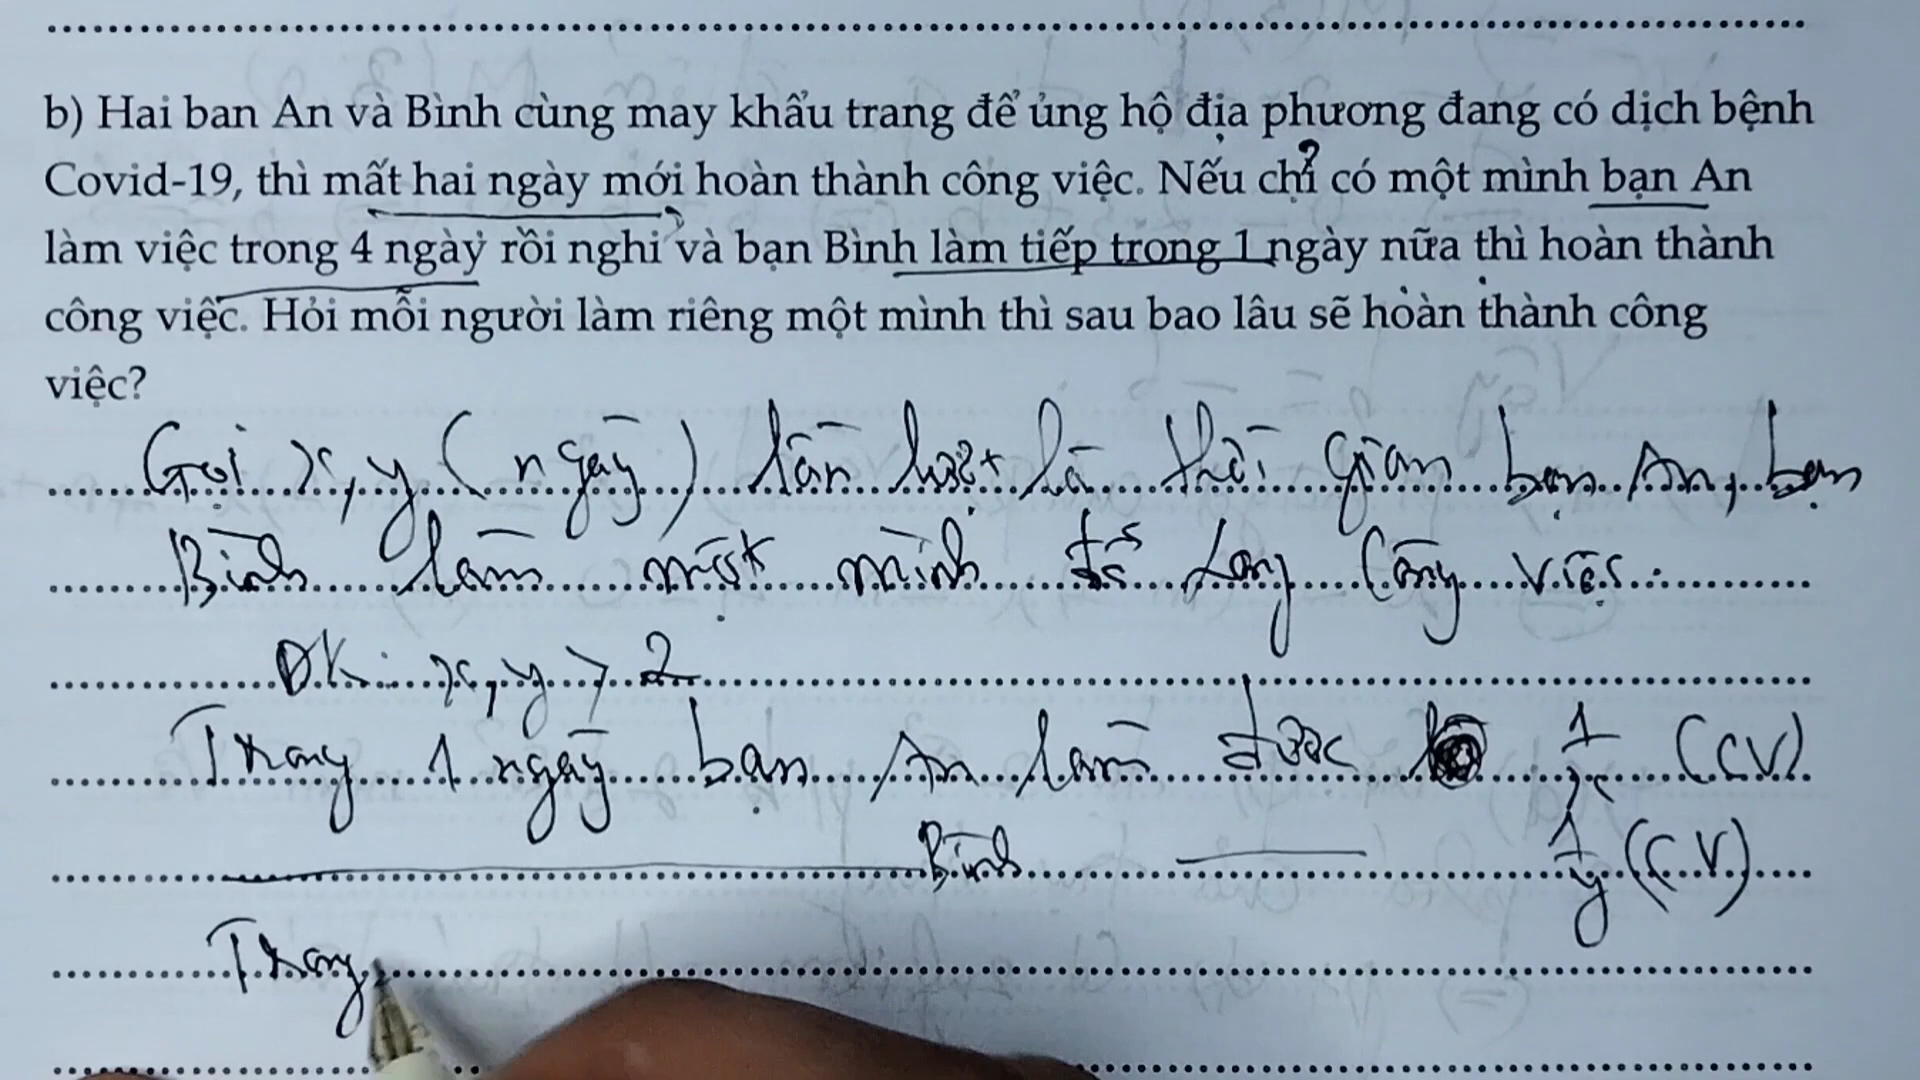 b) Hai ban An và Bình cùng may khẩu trang để ủng hộ địa phương đang có dịch bệnh
Covid-19, thì mất hai ngày mới hoàn thành công việc. Nếu chỉ có một mình bạn An
làm việc trong 4 ngày rồi nghi và bạn Bình làm tiếp trong 1 ngày nữa thì hoàn thành
công việc. Hỏi mỗi người làm riêng một mình thì sau bao lâu sẽ hoàn thành công
việc?
Gọi x, y (ngày) lần lượt là thời gian bạn An, bạn
Bình làm một mình để xong công việc.
ĐK: x, y > 2
Trong 1 ngày bạn An làm được 1/x (CV)
Bình 1/y (CV)
Trong